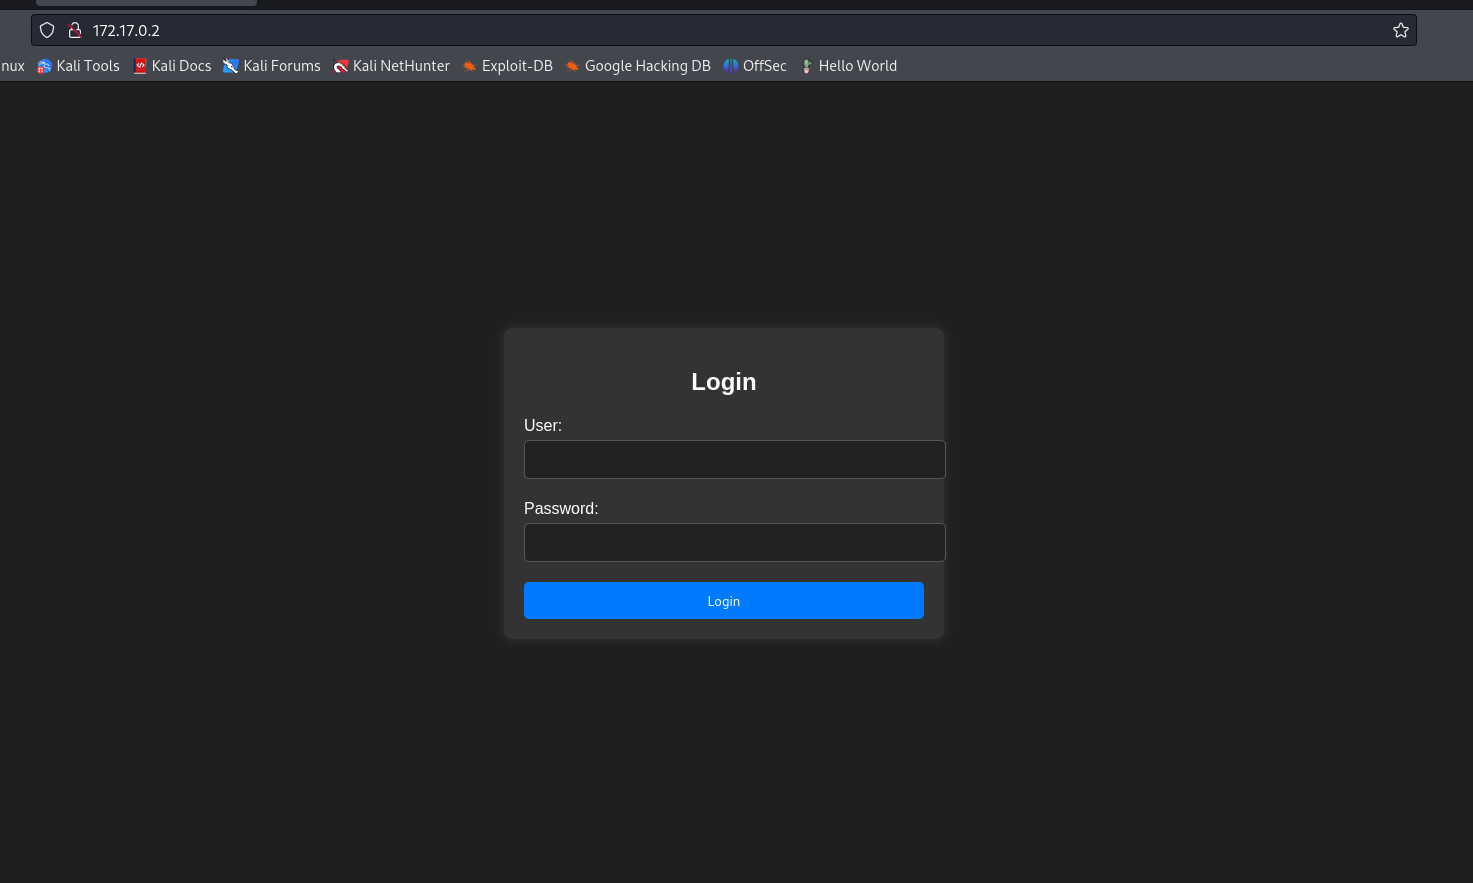 172.17.0.2
nux Kali Tools Kali Docs Kali Forums Kali NetHunter Exploit-DB Google Hacking DB OffSec Hello World
Login
User:
Password:
Login